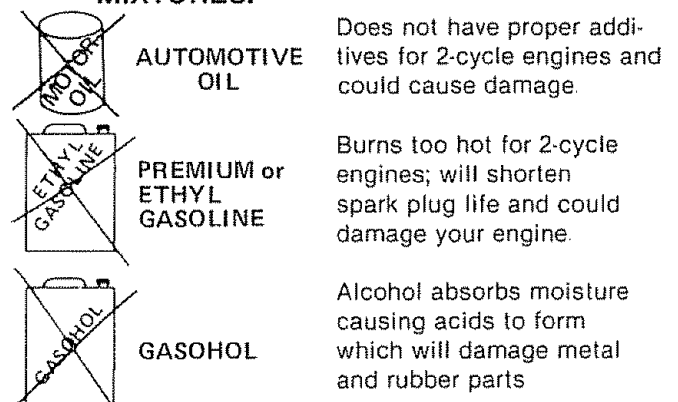 MIXTURES:
MOTOR
OIL
AUTOMOTIVE
OIL
Does not have proper addi-
tives for 2-cycle engines and
could cause damage.
ETHYL
GASOLINE
PREMIUM or
ETHYL
GASOLINE
Burns too hot for 2-cycle
engines; will shorten
spark plug life and could
damage your engine.
GASOHOL
GASOHOL
Alcohol absorbs moisture
causing acids to form
which will damage metal
and rubber parts